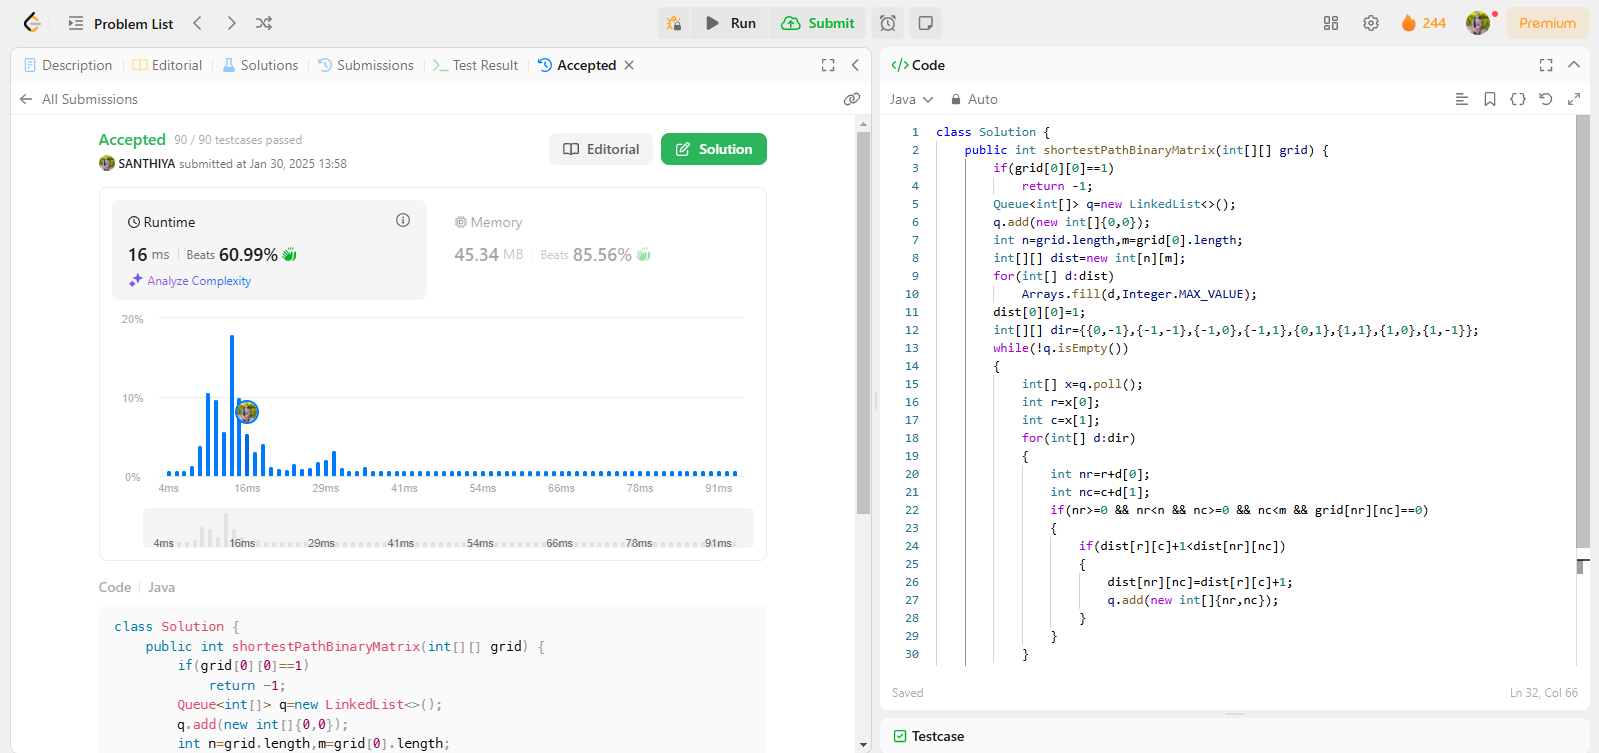 Problem List
Run
Submit
244
Premium
Description
Editorial
Solutions
Submissions
Test Result
Accepted
All Submissions
Accepted 90 / 90 testcases passed
SANTHIYA submitted at Jan 30, 2025 13:58
Editorial
Solution
Runtime
16 ms Beats 60.99%
Analyze Complexity
Memory
45.34 MB Beats 85.56%
20%
10%
0%
4ms 16ms 29ms 41ms 54ms 66ms 78ms 91ms
4ms 16ms 29ms 41ms 54ms 66ms 78ms 91ms
Code Java
class Solution {
    public int shortestPathBinaryMatrix(int[][] grid) {
        if(grid[0][0]==1)
            return -1;
        Queue<int[]> q=new LinkedList<>();
        q.add(new int[]{0,0});
        int n=grid.length,m=grid[0].length;
</>Code
Java
Auto
1 class Solution {
2     public int shortestPathBinaryMatrix(int[][] grid) {
3         if(grid[0][0]==1)
4             return -1;
5         Queue<int[]> q=new LinkedList<>();
6         q.add(new int[]{0,0});
7         int n=grid.length,m=grid[0].length;
8         int[][] dist=new int[n][m];
9         for(int[] d:dist)
10             Arrays.fill(d,Integer.MAX_VALUE);
11         dist[0][0]=1;
12         int[][] dir={{0,-1},{-1,-1},{-1,0},{-1,1},{0,1},{1,1},{1,0},{1,-1}};
13         while(!q.isEmpty())
14         {
15             int[] x=q.poll();
16             int r=x[0];
17             int c=x[1];
18             for(int[] d:dir)
19             {
20                 int nr=r+d[0];
21                 int nc=c+d[1];
22                 if(nr>=0 && nr<n && nc>=0 && nc<m && grid[nr][nc]==0)
23                 {
24                     if(dist[r][c]+1<dist[nr][nc])
25                     {
26                         dist[nr][nc]=dist[r][c]+1;
27                         q.add(new int[]{nr,nc});
28                     }
29                 }
30             }
Saved
Ln 32, Col 66
Testcase